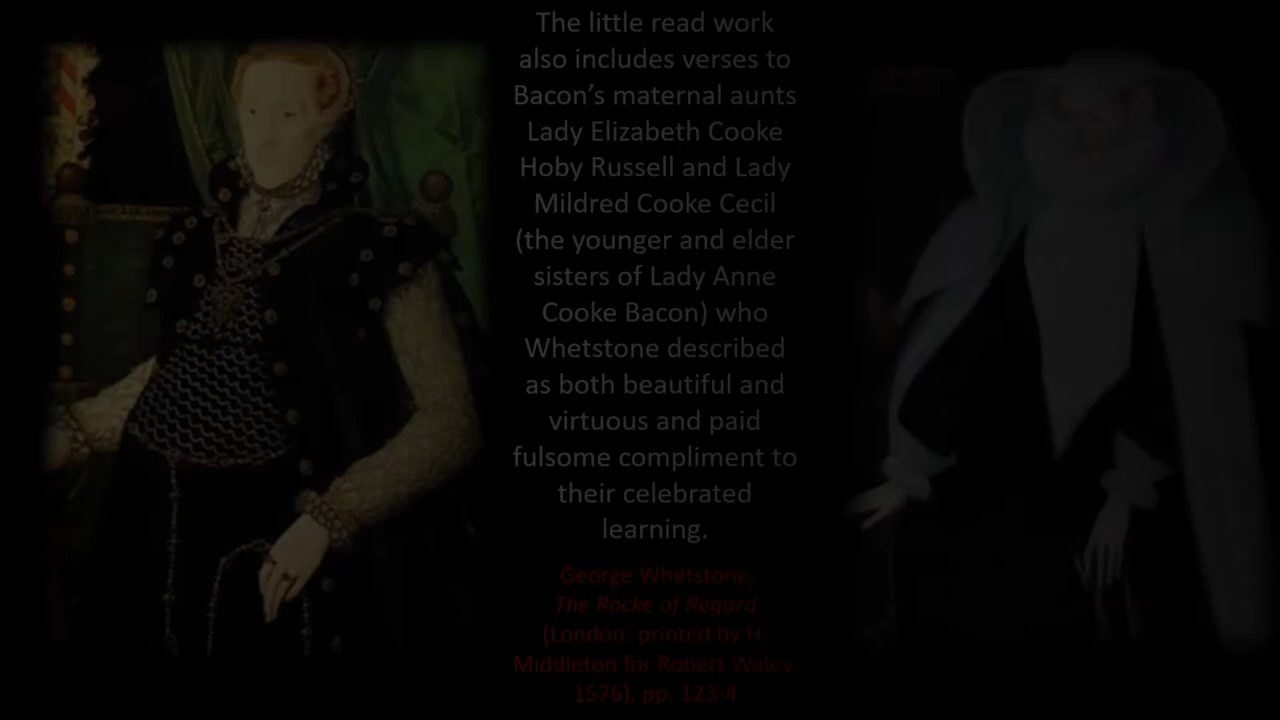 The little read work
also includes verses to
Bacon’s maternal aunts
Lady Elizabeth Cooke
Hoby Russell and Lady
Mildred Cooke Cecil
(the younger and elder
sisters of Lady Anne
Cooke Bacon) who
Whetstone described
as both beautiful and
virtuous and paid
fulsome compliment to
their celebrated
learning.
George Whetstone,
The Rocke of Regard
(London: printed by H
Middleton for Robert Waley,
1576), pp. 123-4